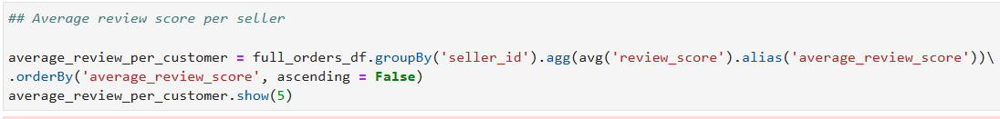 ## Average review score per seller
average_review_per_customer = full_orders_df.groupBy('seller_id').agg(avg('review_score').alias('average_review_score'))\
.orderBy('average_review_score', ascending = False)
average_review_per_customer.show(5)